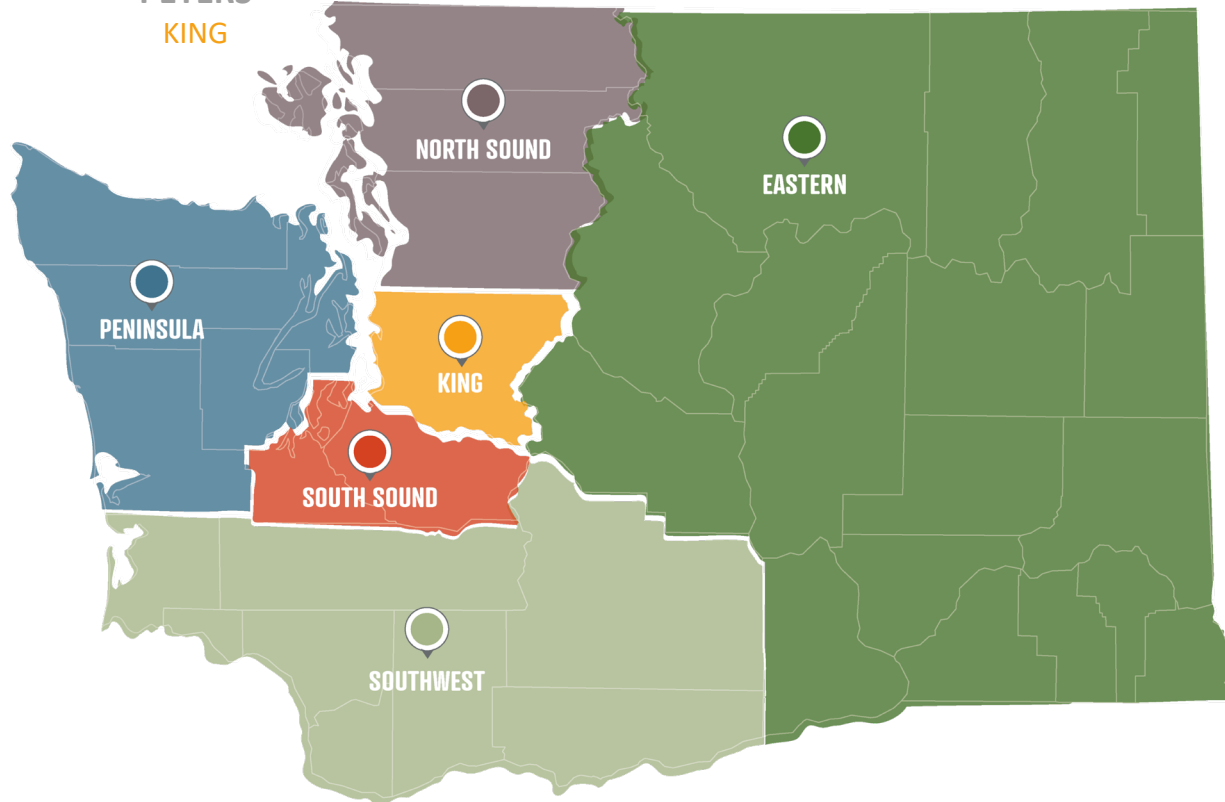 KING
NORTH SOUND
EASTERN
PENINSULA
KING
SOUTH SOUND
SOUTHWEST